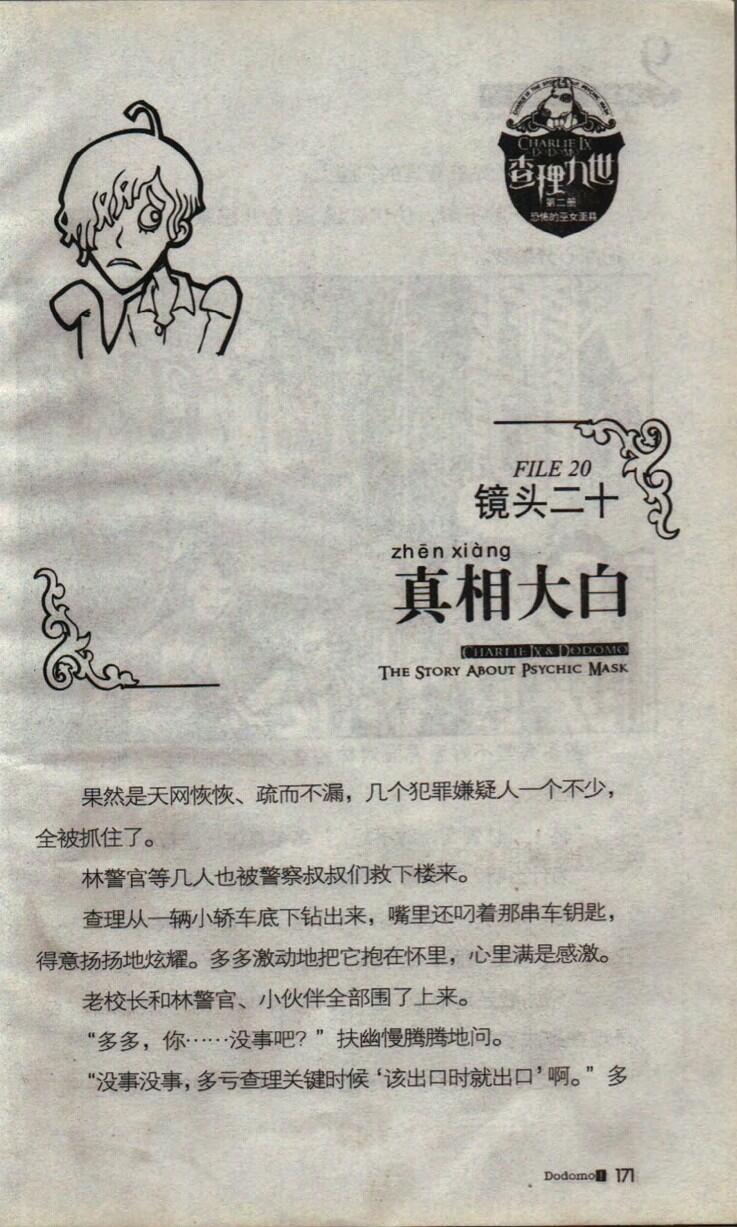 CHARLIE IX
DODOMO
查理九世
第二册
恐怖的巫女面具
FILE 20
镜头二十
zhēn xiàng
真相大白
CHARLIE IX & DODOMO
THE STORY ABOUT PSYCHIC MASK
果然是天网恢恢、疏而不漏，几个犯罪嫌疑人一个不少，
全被抓住了。
林警官等几人也被警察叔叔们救下楼来。
查理从一辆小轿车底下钻出来，嘴里还叼着那串车钥匙，
得意扬扬地炫耀。多多激动地把它抱在怀里，心里满是感激。
老校长和林警官、小伙伴全部围了上来。
“多多，你……没事吧？”扶幽慢腾腾地问。
“没事没事，多亏查理关键时候‘该出口时就出口’啊。”多
Dodomo! 171